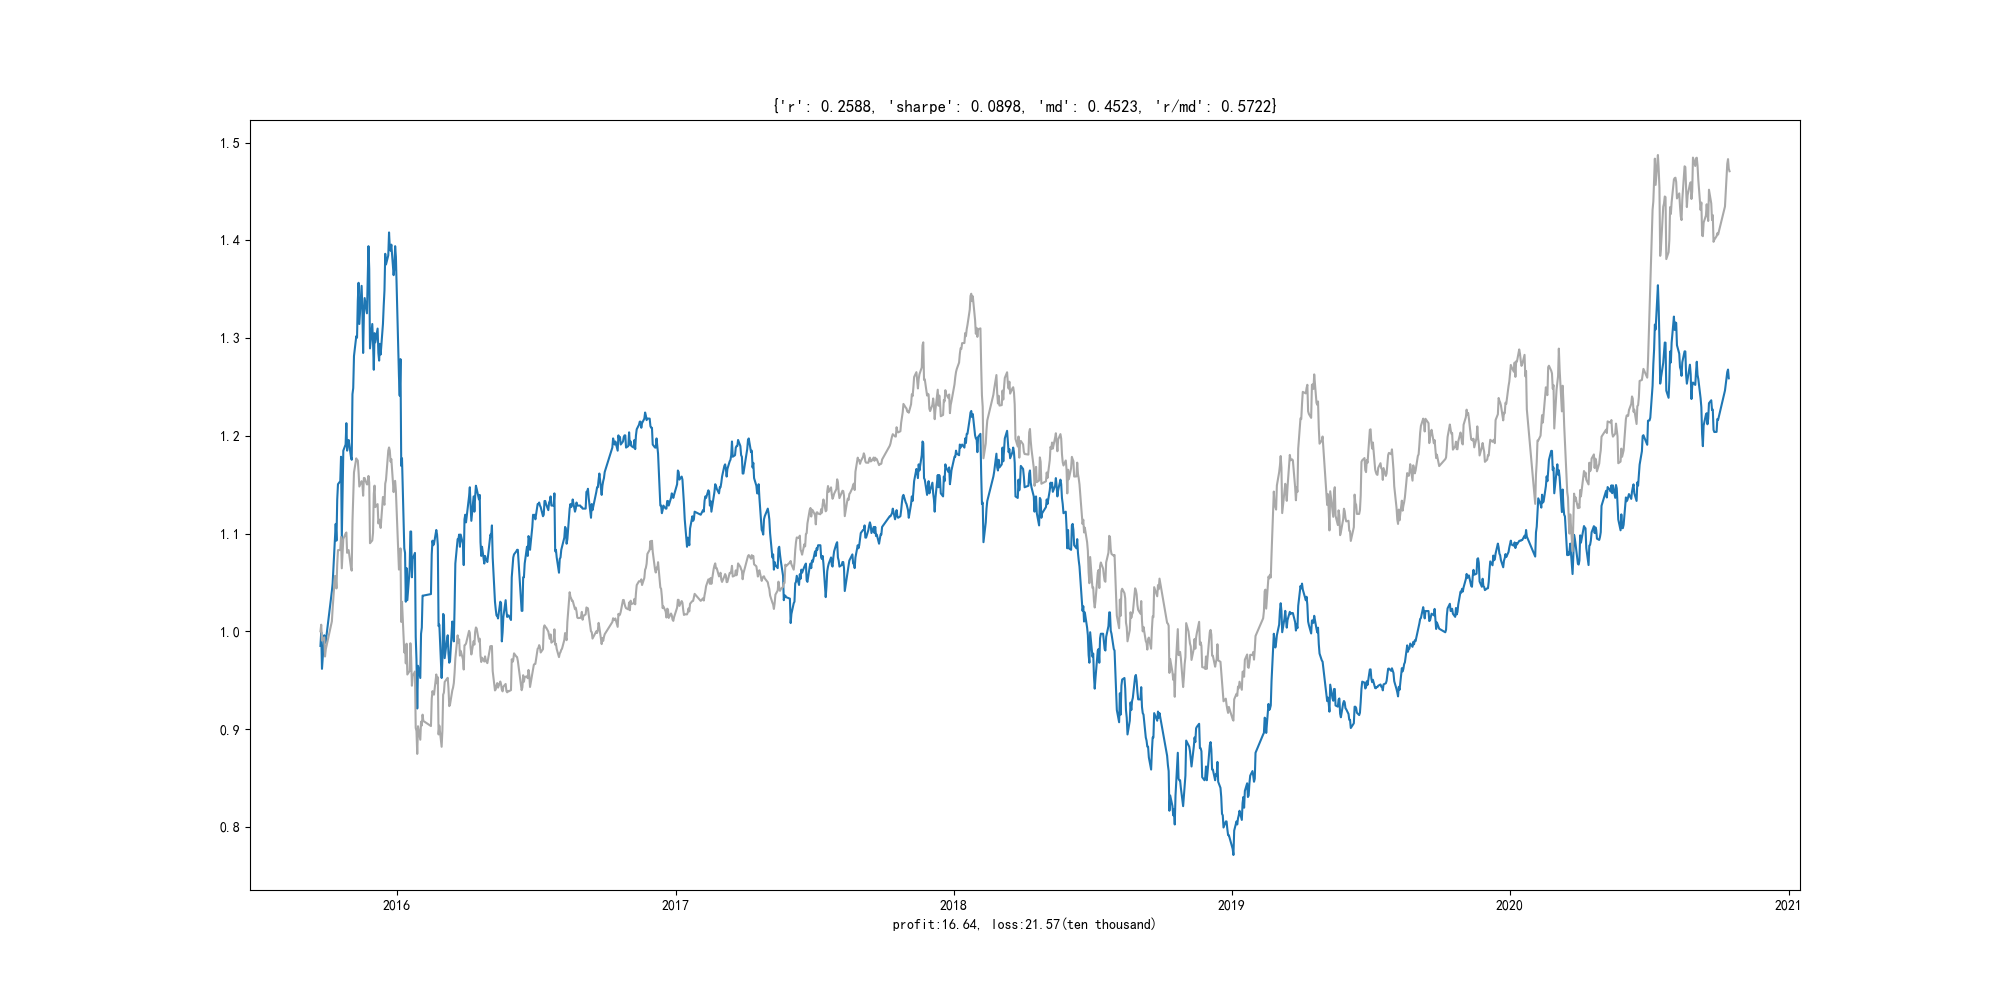 {'r': 0.2588, 'sharpe': 0.0898, 'md': 0.4523, 'r/md': 0.5722}
1.5
1.4
1.3
1.2
1.1
1.0
0.9
0.8
2016 2017 2018 2019 2020 2021
profit:16.64, loss:21.57(ten thousand)